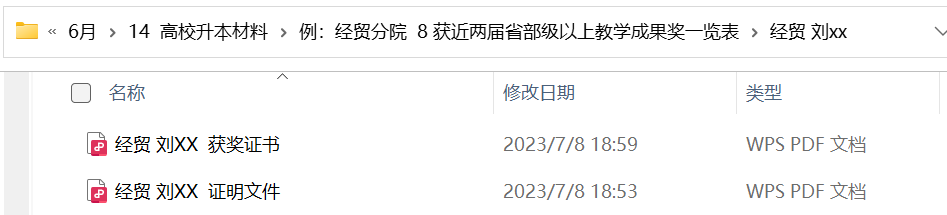 « 6月 › 14 高校升本材料 › 例：经贸分院 8 获近两届省部级以上教学成果奖一览表 › 经贸 刘xx
名称 修改日期 类型
经贸 刘XX 获奖证书 2023/7/8 18:59 WPS PDF 文档
经贸 刘XX 证明文件 2023/7/8 18:53 WPS PDF 文档